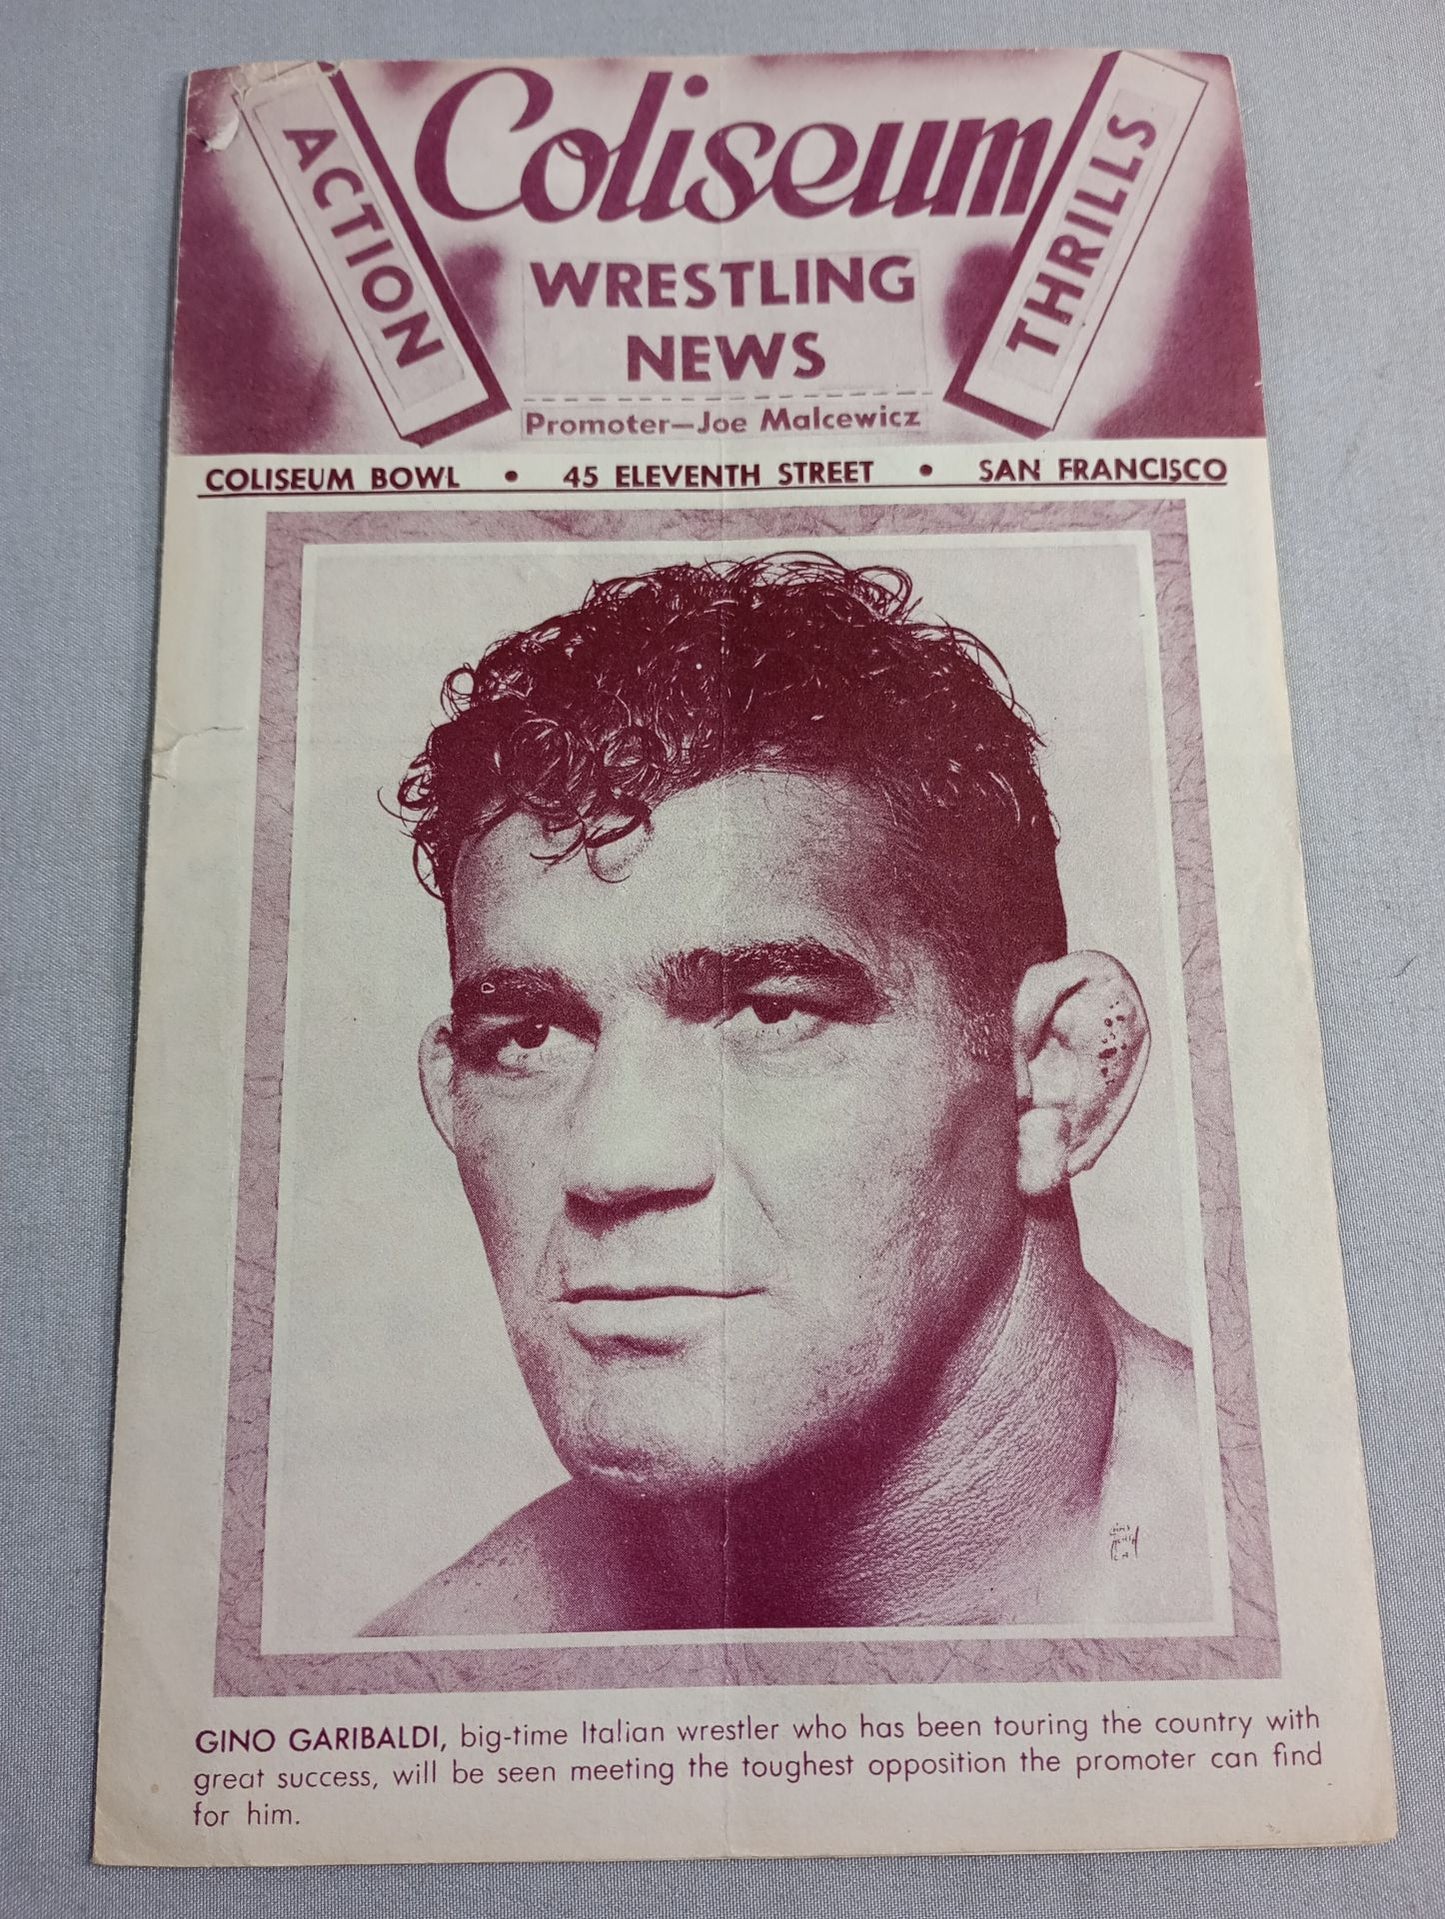 ACTION
Coliseum
THRILLS
WRESTLING
NEWS
Promoter—Joe Malcewicz
COLISEUM BOWL • 45 ELEVENTH STREET • SAN FRANCISCO
GINO GARIBALDI, big-time Italian wrestler who has been touring the country with
great success, will be seen meeting the toughest opposition the promoter can find
for him.